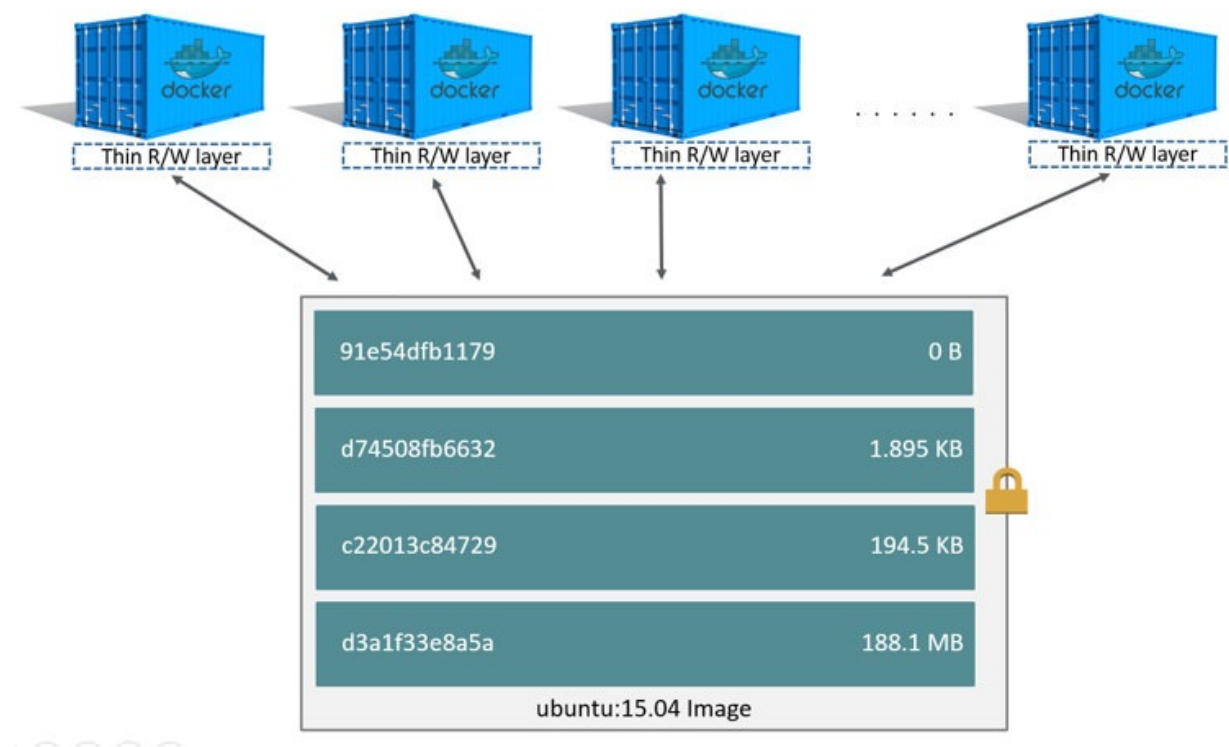 docker docker docker docker
. . . . . .
Thin R/W layer Thin R/W layer Thin R/W layer Thin R/W layer
91e54dfb1179 0 B
d74508fb6632 1.895 KB
c22013c84729 194.5 KB
d3a1f33e8a5a 188.1 MB
ubuntu:15.04 Image